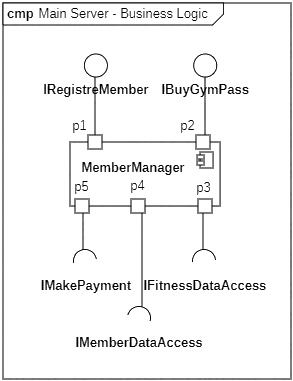 cmp Main Server - Business Logic
IRegistreMember IBuyGymPass
p1 p2
MemberManager
p5 p4 p3
IMakePayment IFitnessDataAccess
IMemberDataAccess